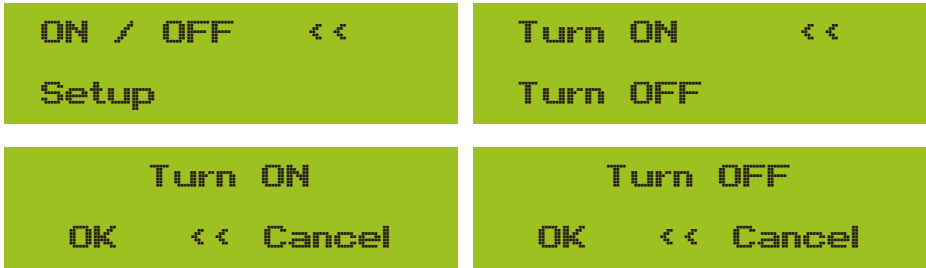 ON / OFF <<
Setup
Turn ON <<
Turn OFF
Turn ON
OK << Cancel
Turn OFF
OK << Cancel